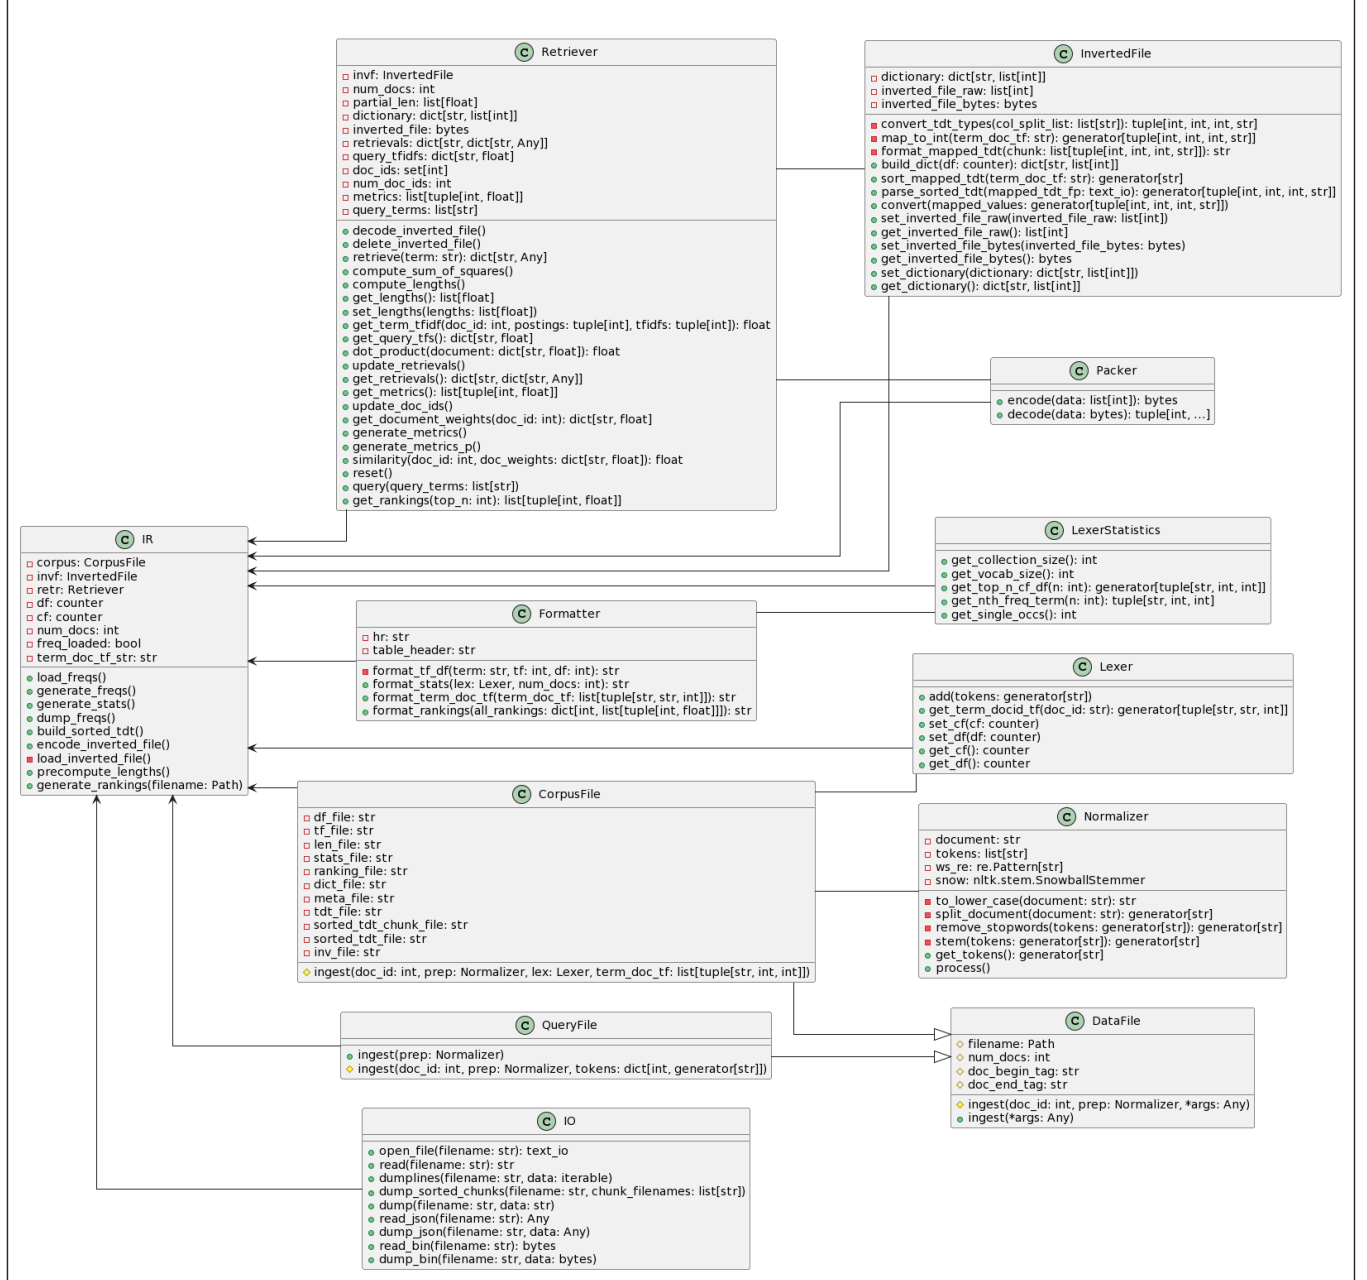 C Retriever
invf: InvertedFile
num_docs: int
partial_len: list[float]
dictionary: dict[str, list[int]]
inverted_file: bytes
retrievals: dict[str, dict[str, Any]]
query_tfidfs: dict[str, float]
doc_ids: set[int]
num_doc_ids: int
metrics: list[tuple[int, float]]
query_terms: list[str]
decode_inverted_file()
delete_inverted_file()
retrieve(term: str): dict[str, Any]
compute_sum_of_squares()
compute_lengths()
get_lengths(): list[float]
set_lengths(lengths: list[float])
get_term_tfidf(doc_id: int, postings: tuple[int], tfidfs: tuple[int]): float
get_query_tfs(): dict[str, float]
dot_product(document: dict[str, float]): float
update_retrievals()
get_retrievals(): dict[str, dict[str, Any]]
get_metrics(): list[tuple[int, float]]
update_doc_ids()
get_document_weights(doc_id: int): dict[str, float]
generate_metrics()
generate_metrics_p()
similarity(doc_id: int, doc_weights: dict[str, float]): float
reset()
query(query_terms: list[str])
get_rankings(top_n: int): list[tuple[int, float]]
C InvertedFile
dictionary: dict[str, list[int]]
inverted_file_raw: list[int]
inverted_file_bytes: bytes
convert_tdt_types(col_split_list: list[str]): tuple[int, int, int, str]
map_to_int(term_doc_tf: str): generator[tuple[int, int, int, str]]
format_mapped_tdt(chunk: list[tuple[int, int, int, str]]): str
build_dict(df: counter): dict[str, list[int]]
sort_mapped_tdt(term_doc_tf: str): generator[str]
parse_sorted_tdt(mapped_tdt_fp: text_io): generator[tuple[int, int, int, str]]
convert(mapped_values: generator[tuple[int, int, int, str]])
set_inverted_file_raw(inverted_file_raw: list[int])
get_inverted_file_raw(): list[int]
set_inverted_file_bytes(inverted_file_bytes: bytes)
get_inverted_file_bytes(): bytes
set_dictionary(dictionary: dict[str, list[int]])
get_dictionary(): dict[str, list[int]]
C Packer
encode(data: list[int]): bytes
decode(data: bytes): tuple[int, ...]
C IR
corpus: CorpusFile
invf: InvertedFile
retr: Retriever
df: counter
cf: counter
num_docs: int
freq_loaded: bool
term_doc_tf_str: str
load_freqs()
generate_freqs()
generate_stats()
dump_freqs()
build_sorted_tdt()
encode_inverted_file()
load_inverted_file()
precompute_lengths()
generate_rankings(filename: Path)
C LexerStatistics
get_collection_size(): int
get_vocab_size(): int
get_top_n_cf_df(n: int): generator[tuple[str, int, int]]
get_nth_freq_term(n: int): tuple[str, int, int]
get_single_occs(): int
C Formatter
hr: str
table_header: str
format_tf_df(term: str, tf: int, df: int): str
format_stats(lex: Lexer, num_docs: int): str
format_term_doc_tf(term_doc_tf: list[tuple[str, str, int]]): str
format_rankings(all_rankings: dict[int, list[tuple[int, float]]]): str
C Lexer
add(tokens: generator[str])
get_term_docid_tf(doc_id: str): generator[tuple[str, str, int]]
set_cf(cf: counter)
set_df(df: counter)
get_cf(): counter
get_df(): counter
C CorpusFile
df_file: str
tf_file: str
len_file: str
stats_file: str
ranking_file: str
dict_file: str
meta_file: str
tdt_file: str
sorted_tdt_chunk_file: str
sorted_tdt_file: str
inv_file: str
ingest(doc_id: int, prep: Normalizer, lex: Lexer, term_doc_tf: list[tuple[str, int, int]])
C Normalizer
document: str
tokens: list[str]
ws_re: re.Pattern[str]
snow: nltk.stem.SnowballStemmer
to_lower_case(document: str): str
split_document(document: str): generator[str]
remove_stopwords(tokens: generator[str]): generator[str]
stem(tokens: generator[str]): generator[str]
get_tokens(): generator[str]
process()
C QueryFile
ingest(prep: Normalizer)
ingest(doc_id: int, prep: Normalizer, tokens: dict[int, generator[str]])
C DataFile
filename: Path
num_docs: int
doc_begin_tag: str
doc_end_tag: str
ingest(doc_id: int, prep: Normalizer, *args: Any)
ingest(*args: Any)
C IO
open_file(filename: str): text_io
read(filename: str): str
dumplines(filename: str, data: iterable)
dump_sorted_chunks(filename: str, chunk_filenames: list[str])
dump(filename: str, data: str)
read_json(filename: str): Any
dump_json(filename: str, data: Any)
read_bin(filename: str): bytes
dump_bin(filename: str, data: bytes)